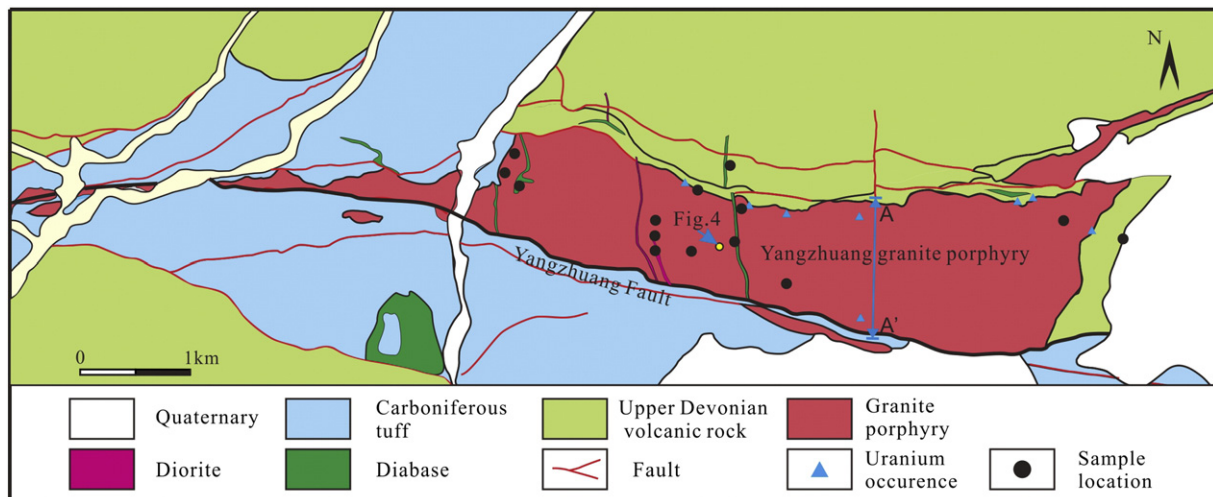 N
Fig.4
A
Yangzhuang granite porphyry
Yangzhuang Fault
A'
0 1km
Quaternary
Carboniferous
tuff
Upper Devonian
volcanic rock
Granite
porphyry
Diorite
Diabase
Fault
Uranium
occurence
Sample
location